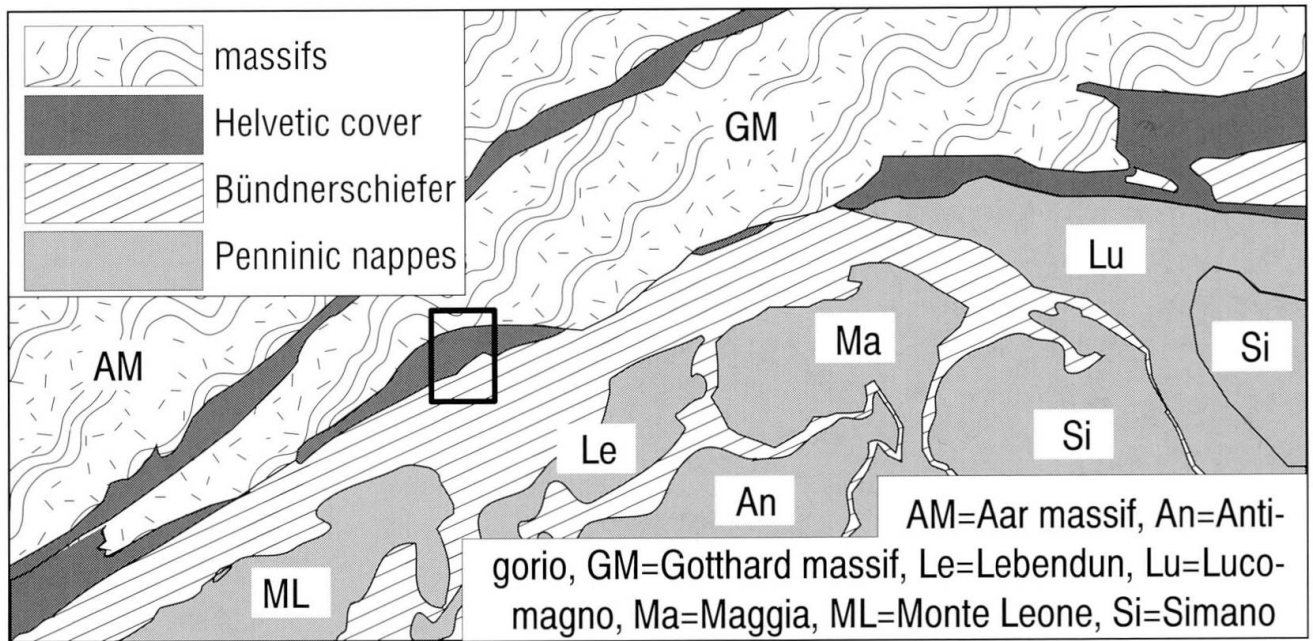 massifs
Helvetic cover
Bündnerschiefer
Penninic nappes
GM
AM
Lu
Ma
Si
Le
Si
An
ML
AM=Aar massif, An=Anti-
gorio, GM=Gotthard massif, Le=Lebendun, Lu=Luco-
magno, Ma=Maggia, ML=Monte Leone, Si=Simano